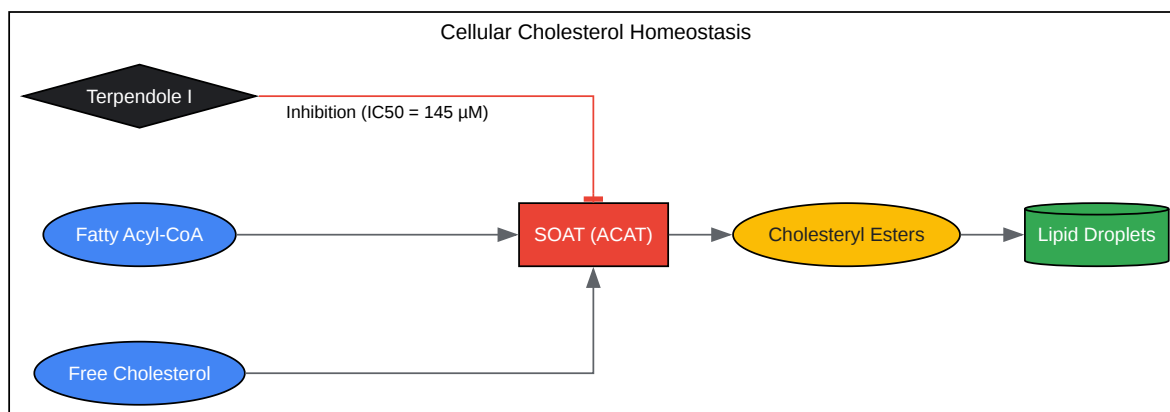 Cellular Cholesterol Homeostasis
Terpendole I
Inhibition (IC50 = 145 µM)
Fatty Acyl-CoA
SOAT (ACAT)
Cholesteryl Esters
Lipid Droplets
Free Cholesterol